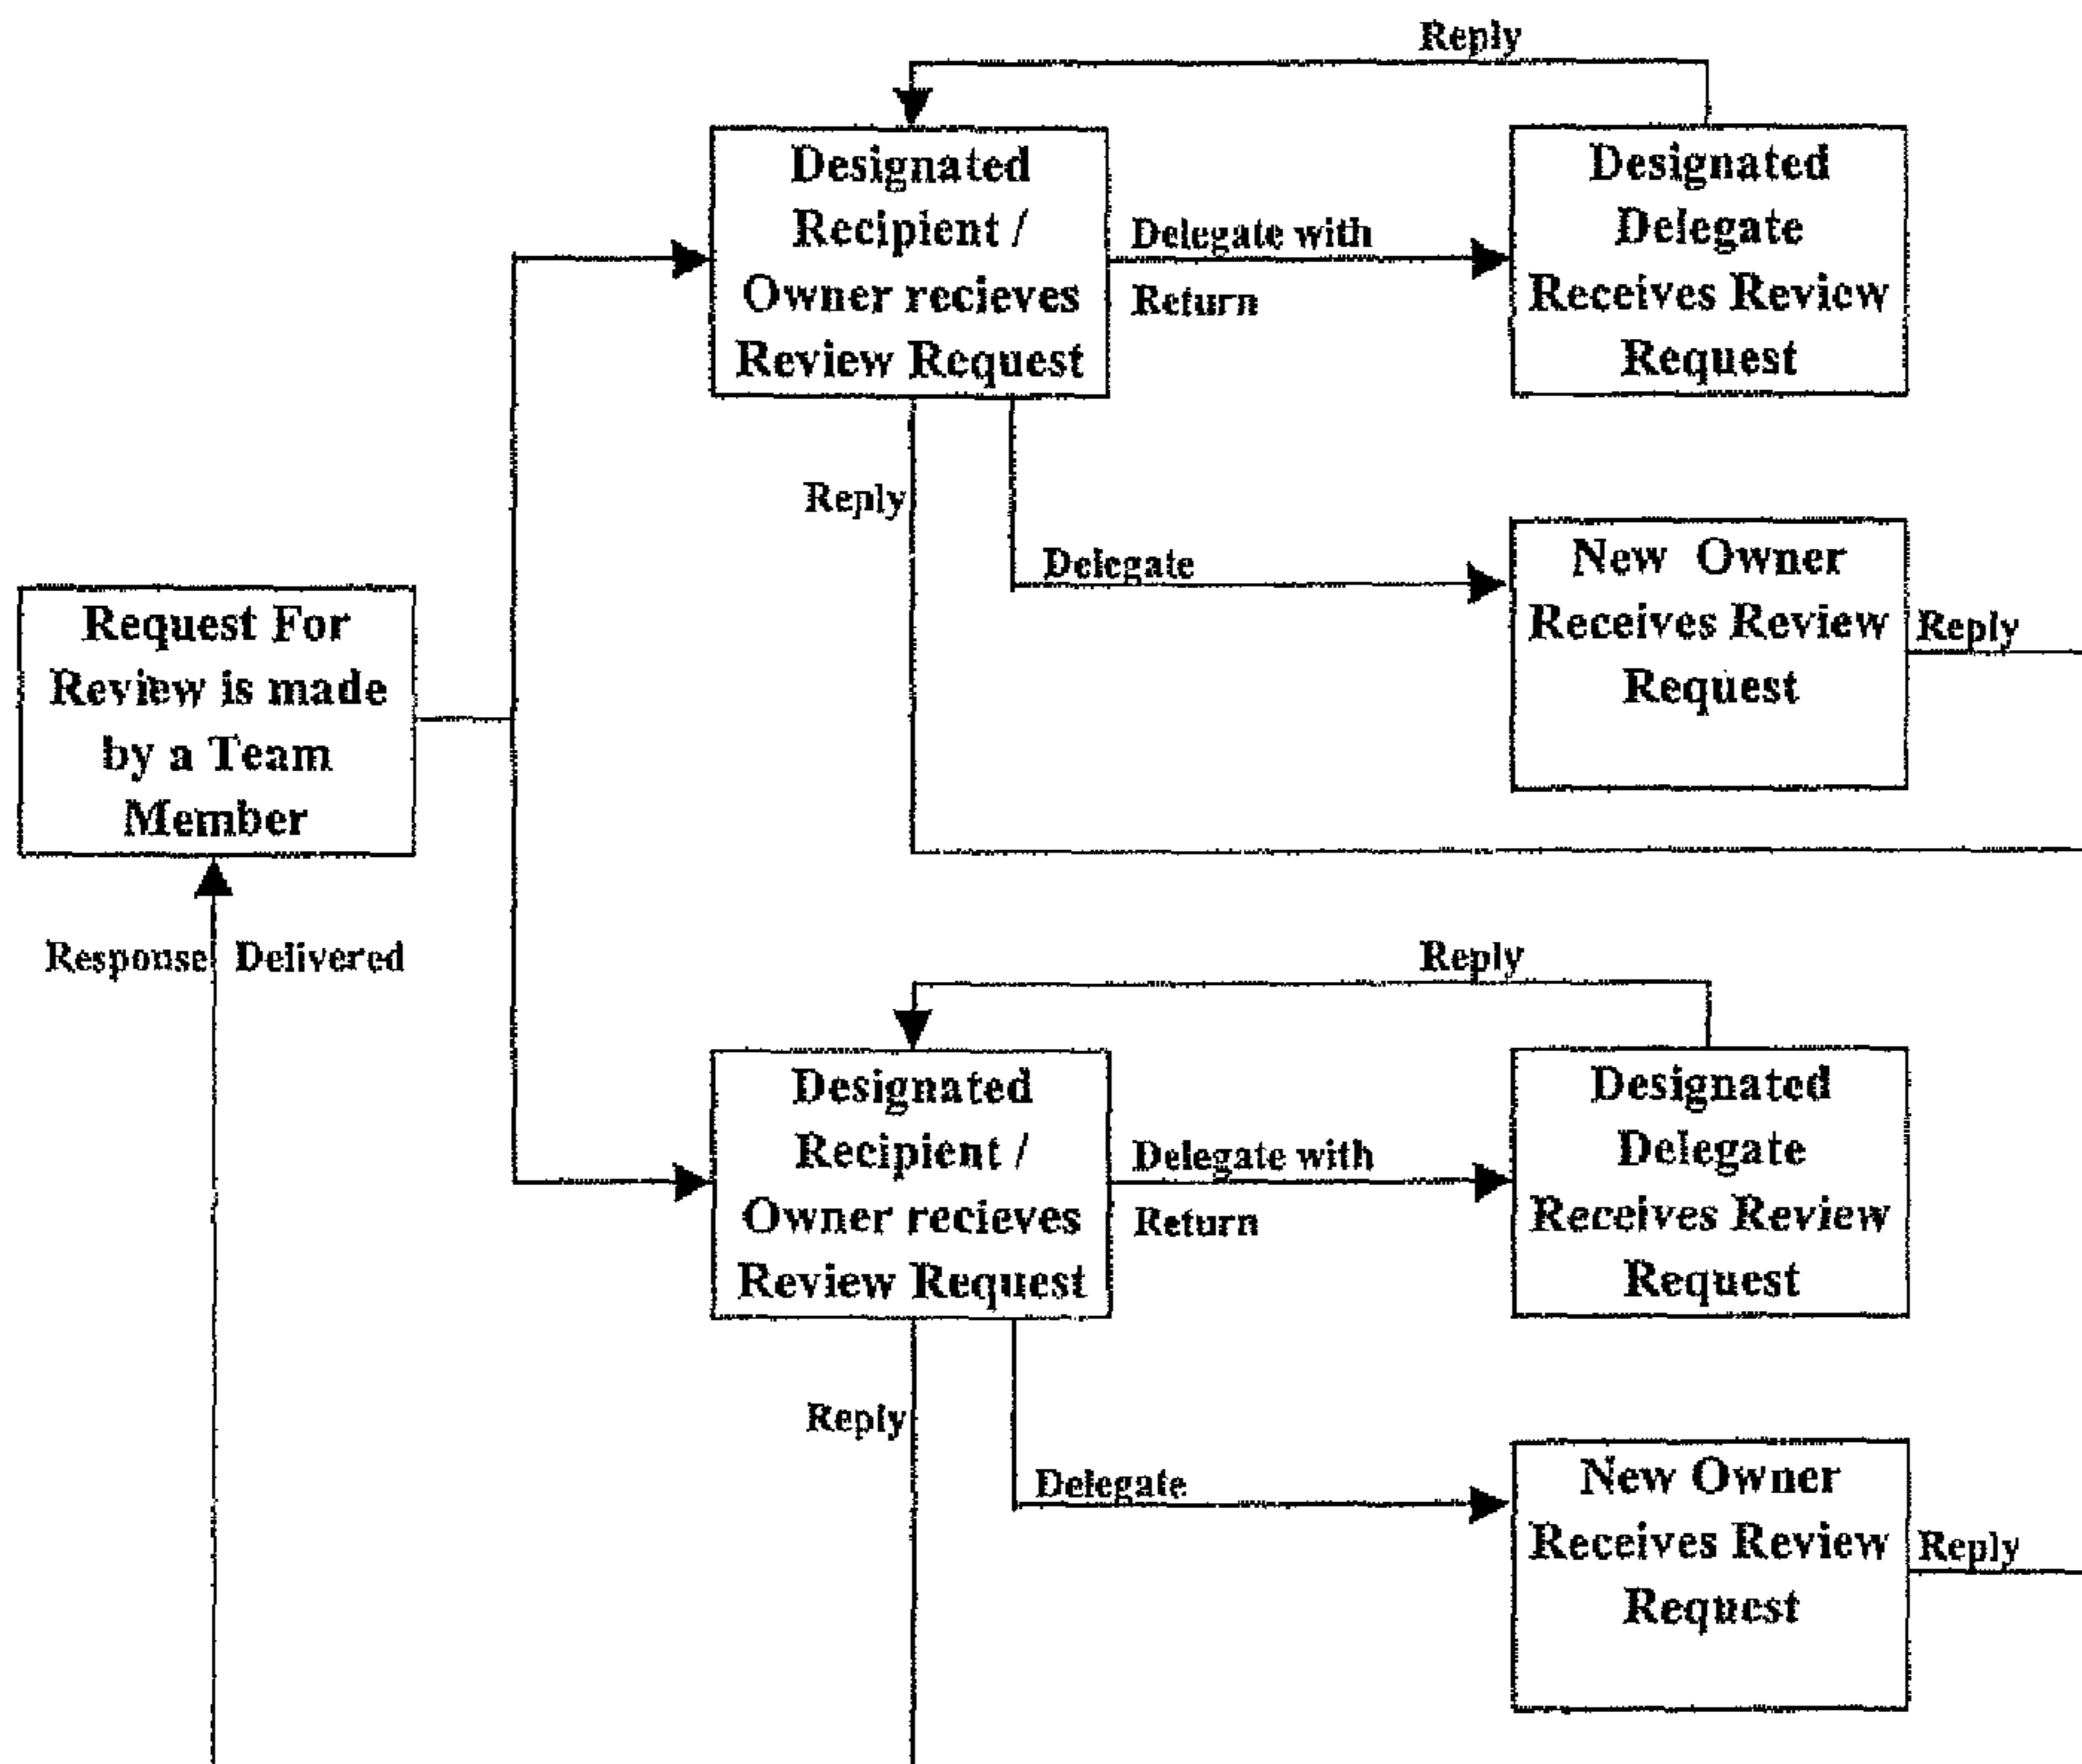 Reply
Designated
Recipient /
Owner recieves
Review Request
Delegate with
Return
Designated
Delegate
Receives Review
Request
Reply
Delegate
New Owner
Receives Review
Request
Reply
Request For
Review is made
by a Team
Member
Response Delivered
Reply
Designated
Recipient /
Owner recieves
Review Request
Delegate with
Return
Designated
Delegate
Receives Review
Request
Reply
Delegate
New Owner
Receives Review
Request
Reply